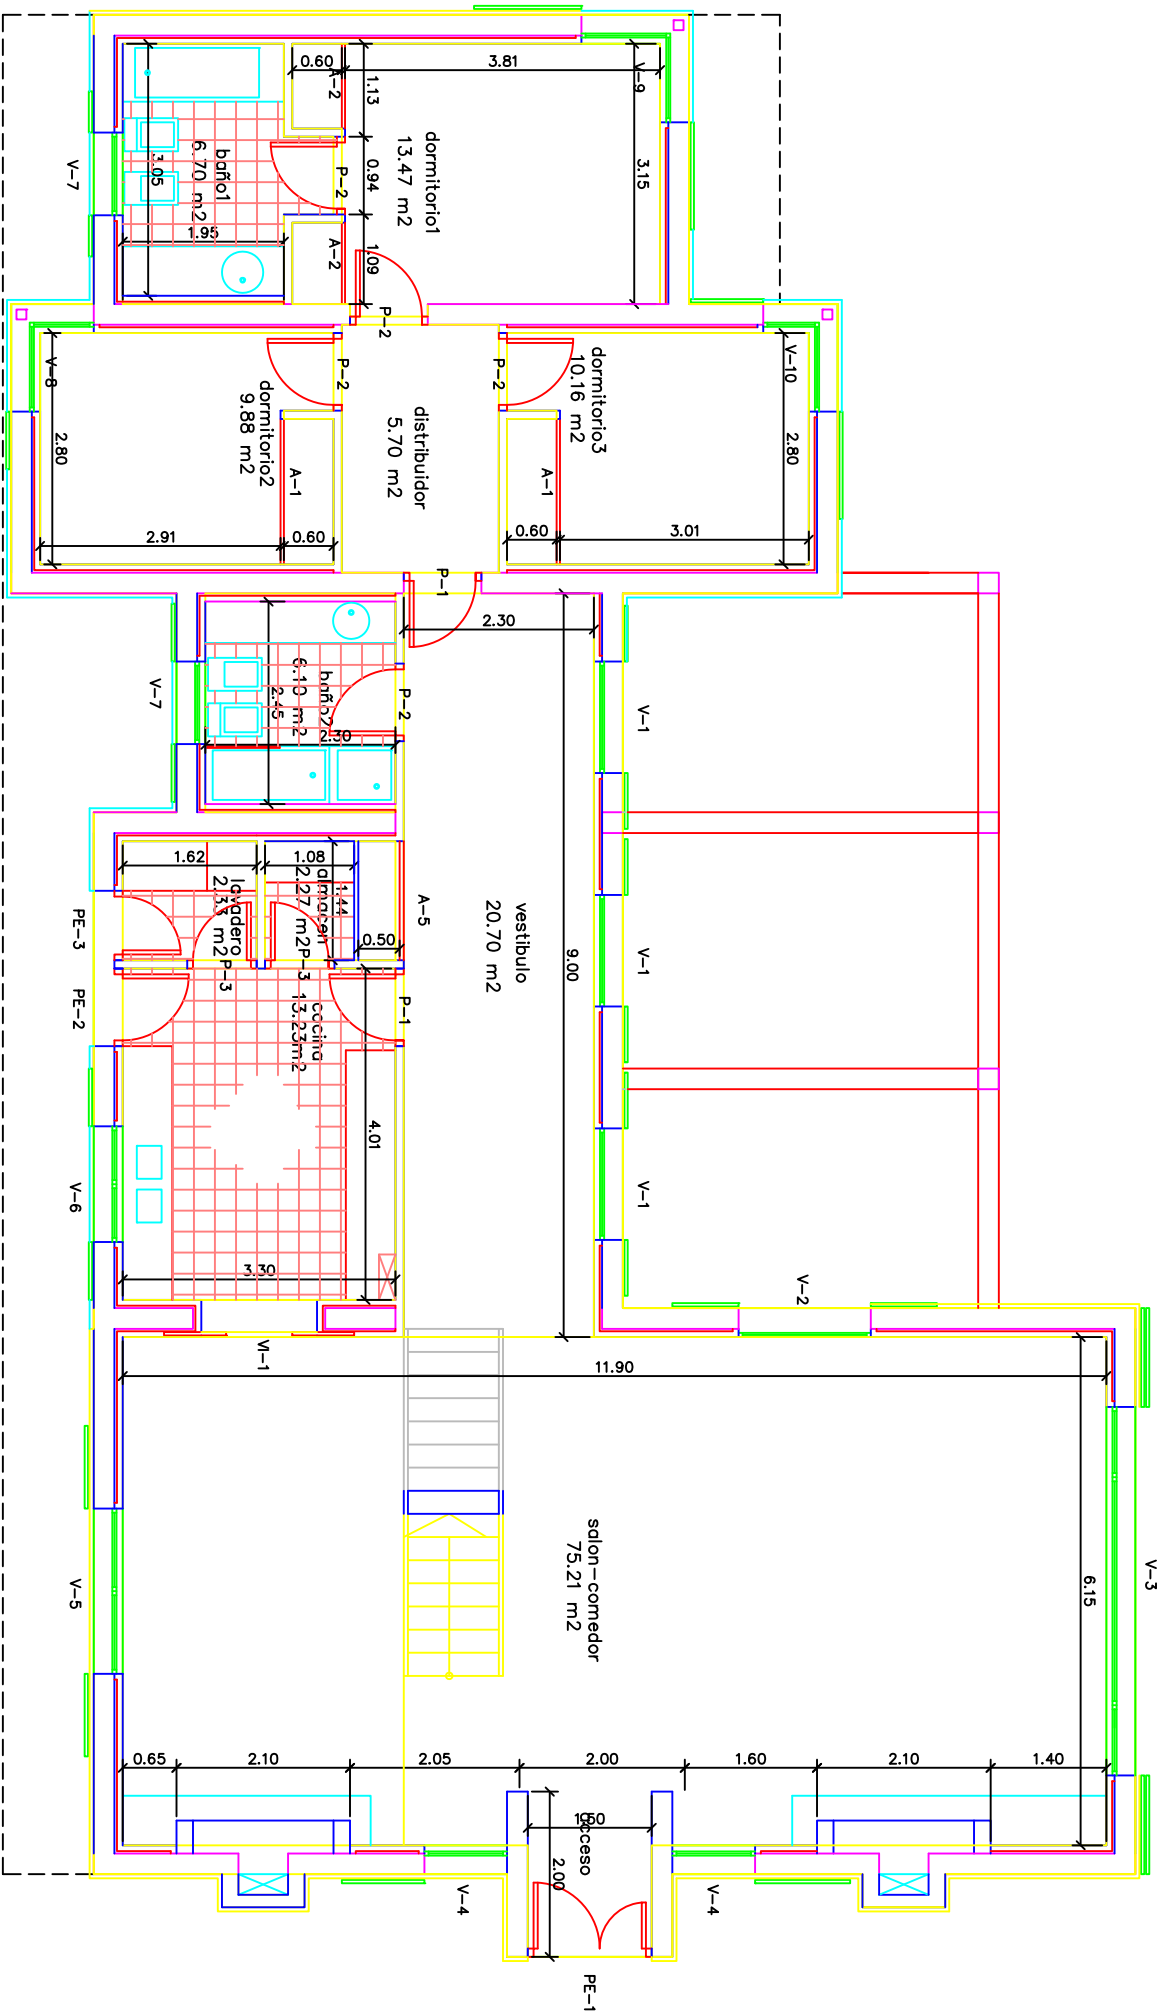 0.60
3.81
A-2
V-9
1.13
dormitorio1
13.47 m2
3.15
baño1
6.70 m2
3.05
V-7
P-2
0.94
1.95
A-2
1.09
P-2
V-8
P-2
P-2
V-10
dormitorio3
10.16 m2
dormitorio2
9.88 m2
distribuidor
5.70 m2
2.80
2.80
A-1
A-1
2.91
0.60
0.60
3.01
P-1
2.30
baño2
6.10 m2
2.45
V-7
P-2
2.30
V-1
1.62
1.08
lavadero
2.33 m2
almacen
2.27 m2
1.44
A-5
0.50
PE-3
P-3
P-3
vestibulo
20.70 m2
9.00
V-1
PE-2
P-1
cocina
13.23m2
4.01
V-6
V-1
3.30
V-2
VI-1
11.90
salon-comedor
75.21 m2
6.15
V-3
V-5
0.65
2.10
2.05
2.00
1.60
2.10
1.40
1.50
acceso
2.00
V-4
V-4
PE-1